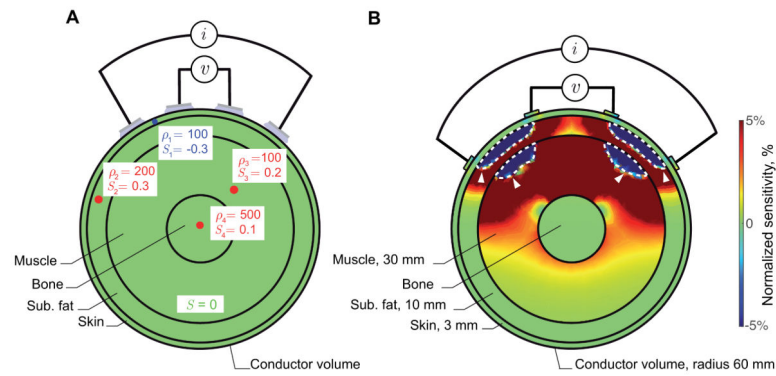 A
i
v
ρ1 = 100
S1 = -0.3
ρ2 = 200
S2 = 0.3
ρ3 = 100
S3 = 0.2
ρ4 = 500
S4 = 0.1
Muscle
Bone
Sub. fat
Skin
S = 0
Conductor volume
B
i
v
Muscle, 30 mm
Bone
Sub. fat, 10 mm
Skin, 3 mm
Conductor volume, radius 60 mm
5%
0
-5%
Normalized sensitivity, %